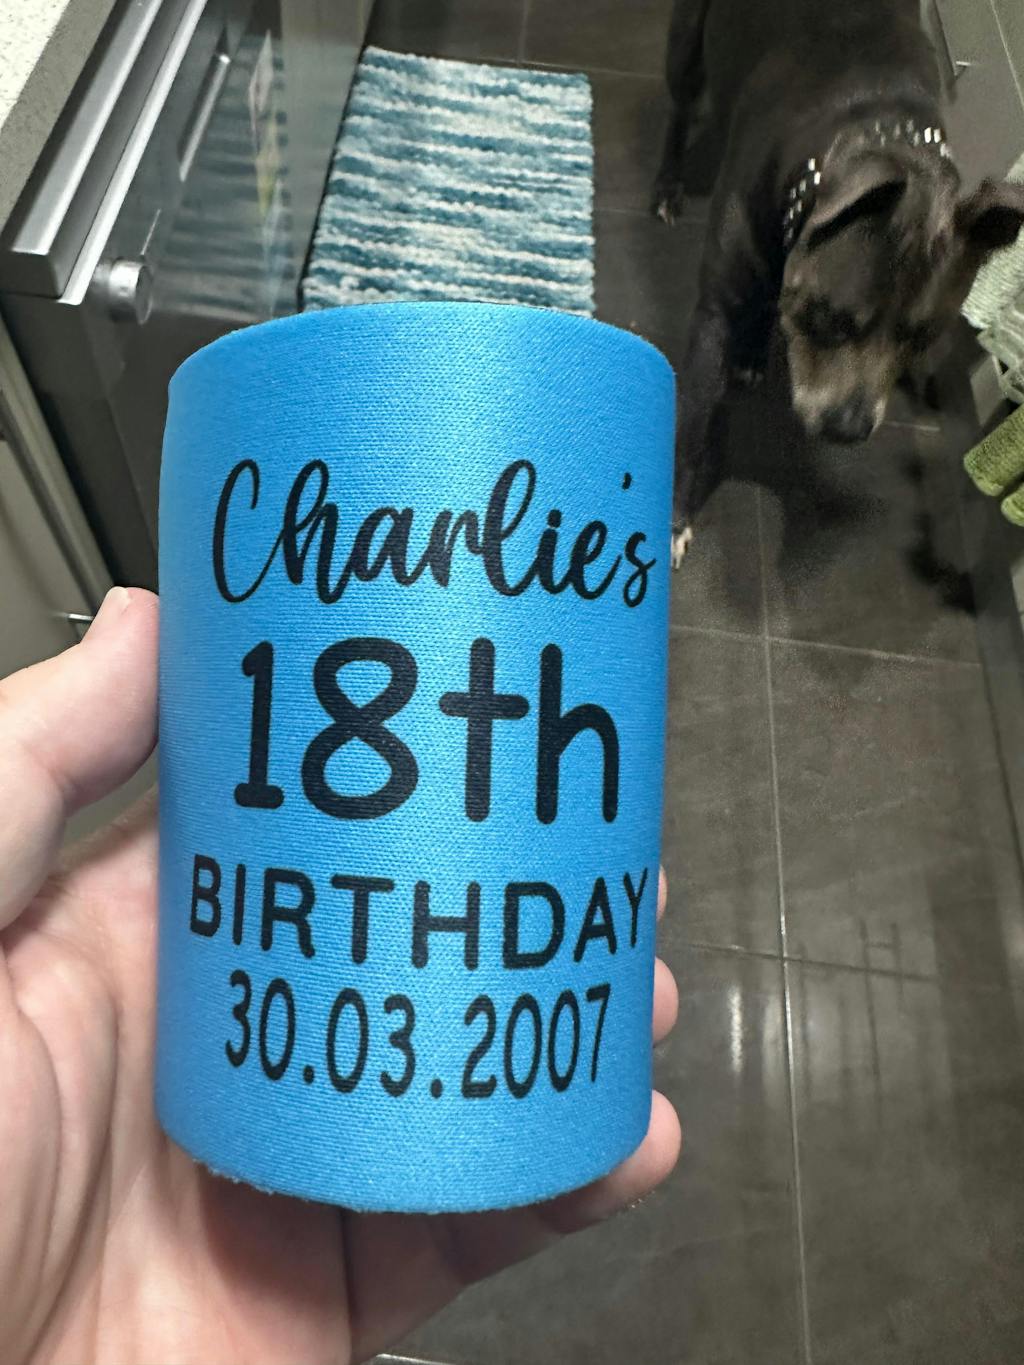 Charlie's
18th
BIRTHDAY
30.03.2007